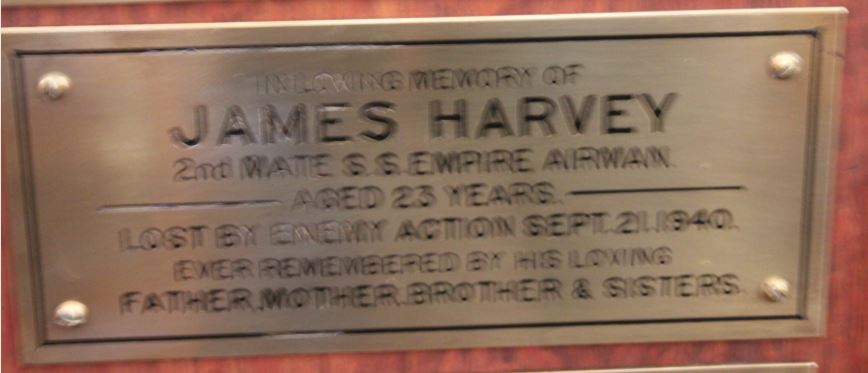 IN LOVING MEMORY OF
JAMES HARVEY
2nd MATE S.S. EMPIRE AIRMAN.
AGED 23 YEARS.
LOST BY ENEMY ACTION SEPT. 21. 1940.
EVER REMEMBERED BY HIS LOVING
FATHER, MOTHER, BROTHER & SISTERS.